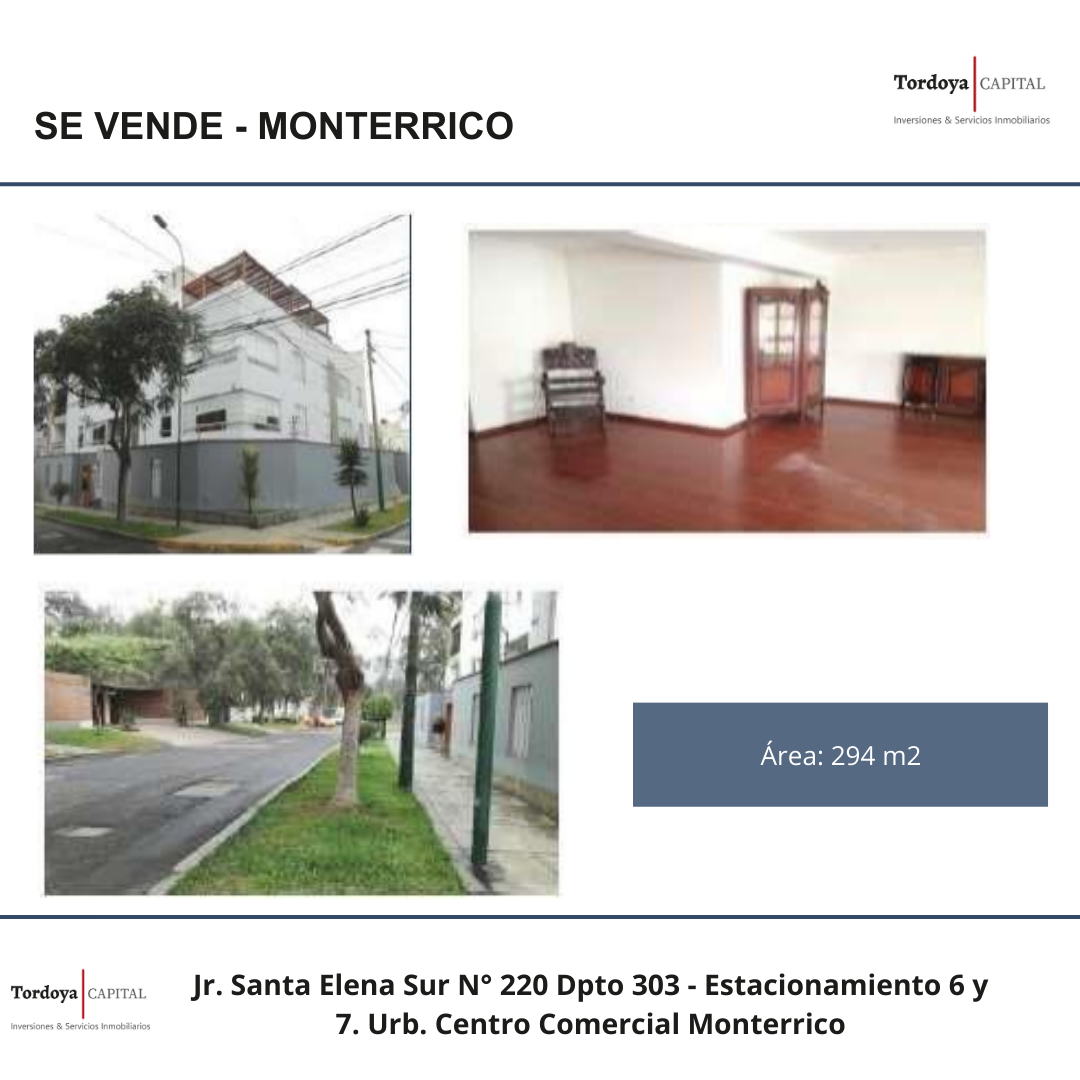 Tordoya CAPITAL
Inversiones & Servicios Inmobiliarios
SE VENDE - MONTERRICO
Área: 294 m2
Tordoya CAPITAL
Inversiones & Servicios Inmobiliarios
Jr. Santa Elena Sur N° 220 Dpto 303 - Estacionamiento 6 y
7. Urb. Centro Comercial Monterrico